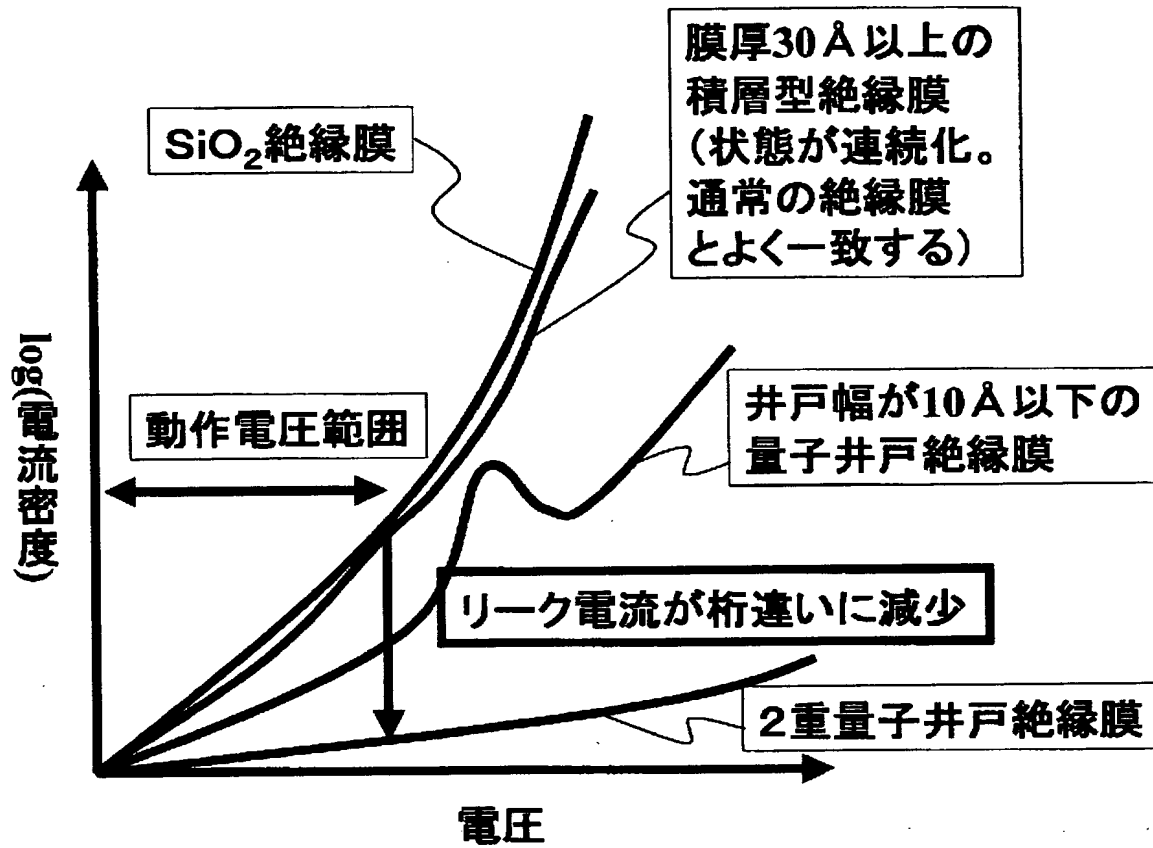 膜厚30Å以上の
積層型絶縁膜
(状態が連続化。
通常の絶縁膜
とよく一致する)
SiO₂絶縁膜
log(電流密度)
動作電圧範囲
井戸幅が10Å以下の
量子井戸絶縁膜
リーク電流が桁違いに減少
2重量子井戸絶縁膜
電圧